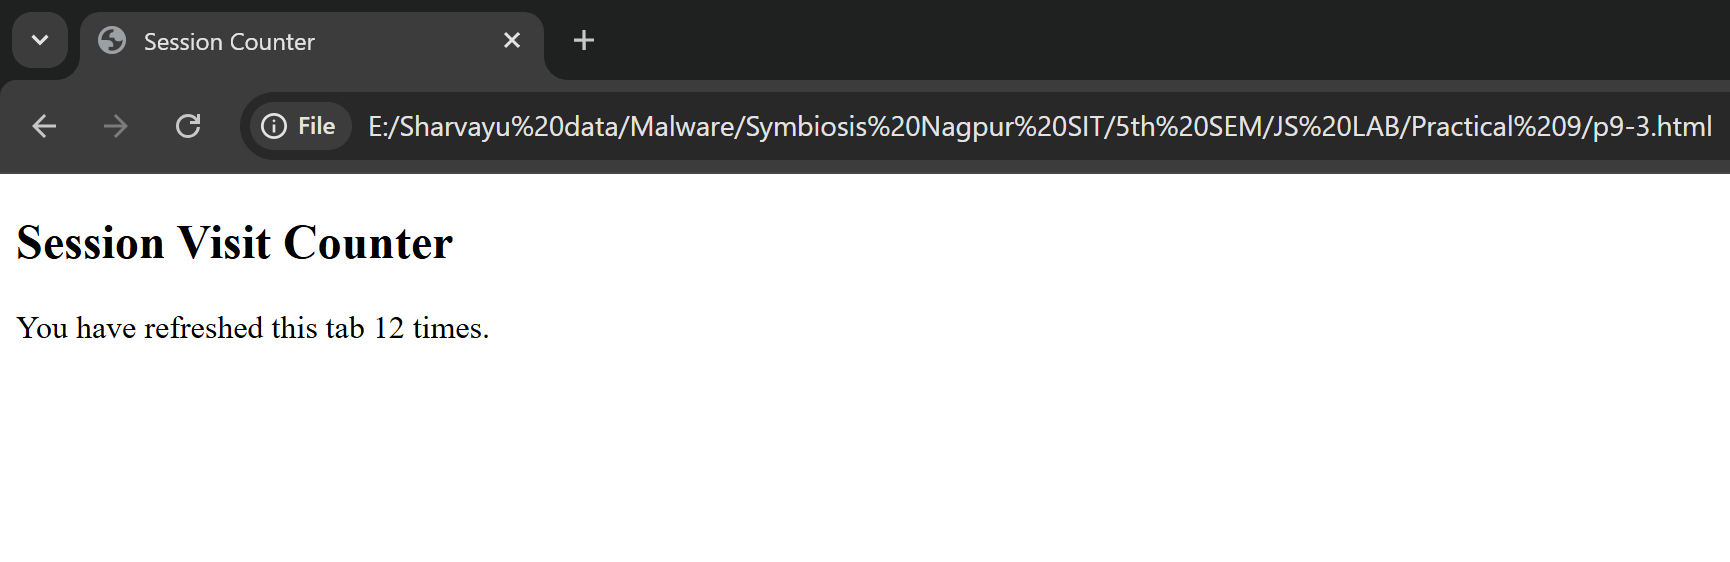 Session Counter
File E:/Sharvayu%20data/Malware/Symbiosis%20Nagpur%20SIT/5th%20SEM/JS%20LAB/Practical%209/p9-3.html
Session Visit Counter
You have refreshed this tab 12 times.